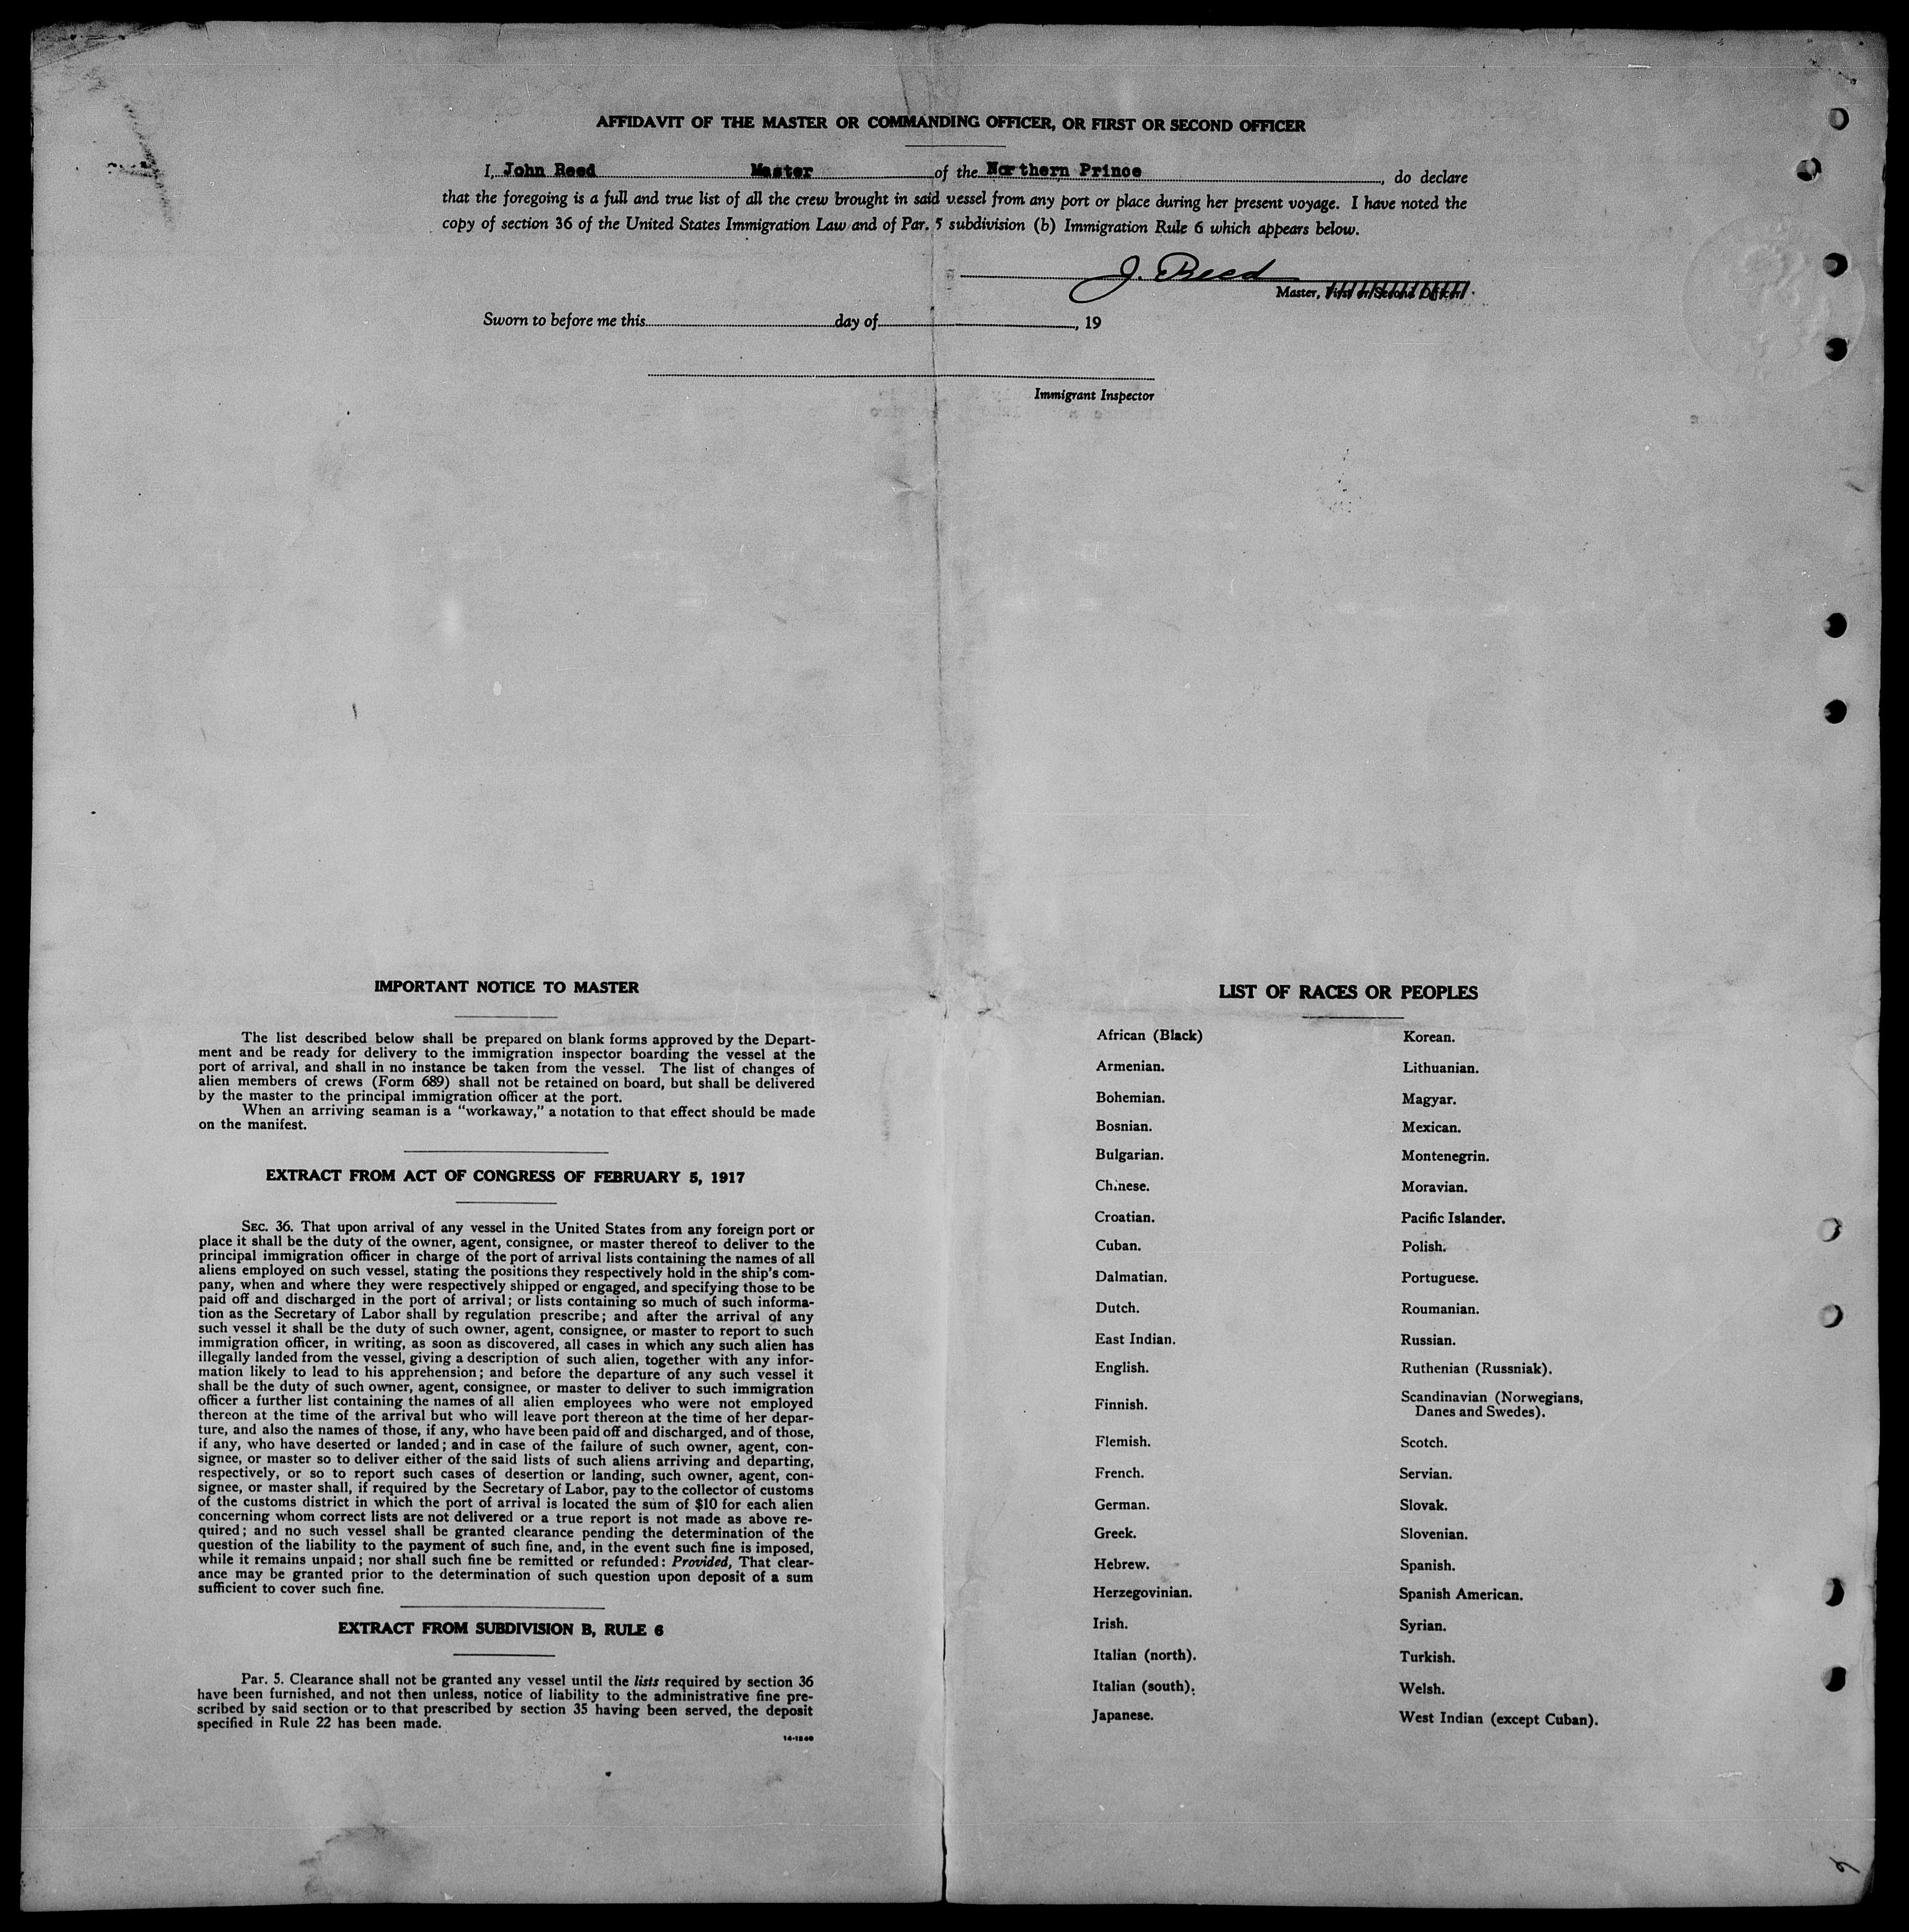 AFFIDAVIT OF THE MASTER OR COMMANDING OFFICER, OR FIRST OR SECOND OFFICER
I, John Reed Master of the Northern Prince, do declare
that the foregoing is a full and true list of all the crew brought in said vessel from any port or place during her present voyage. I have noted the
copy of section 36 of the United States Immigration Law and of Par. 5 subdivision (b) Immigration Rule 6 which appears below.
J. Reed
Master, First or Second Officer.
Sworn to before me this day of , 19
Immigrant Inspector
IMPORTANT NOTICE TO MASTER
The list described below shall be prepared on blank forms approved by the Depart-
ment and be ready for delivery to the immigration inspector boarding the vessel at the
port of arrival, and shall in no instance be taken from the vessel. The list of changes of
alien members of crews (Form 689) shall not be retained on board, but shall be delivered
by the master to the principal immigration officer at the port.
When an arriving seaman is a "workaway," a notation to that effect should be made
on the manifest.
EXTRACT FROM ACT OF CONGRESS OF FEBRUARY 5, 1917
SEC. 36. That upon arrival of any vessel in the United States from any foreign port or
place it shall be the duty of the owner, agent, consignee, or master thereof to deliver to the
principal immigration officer in charge of the port of arrival lists containing the names of all
aliens employed on such vessel, stating the positions they respectively hold in the ship's com-
pany, when and where they were respectively shipped or engaged, and specifying those to be
paid off and discharged in the port of arrival; or lists containing so much of such informa-
tion as the Secretary of Labor shall by regulation prescribe; and after the arrival of any
such vessel it shall be the duty of such owner, agent, consignee, or master to report to such
immigration officer, in writing, as soon as discovered, all cases in which any such alien has
illegally landed from the vessel, giving a description of such alien, together with any infor-
mation likely to lead to his apprehension; and before the departure of any such vessel it
shall be the duty of such owner, agent, consignee, or master to deliver to such immigration
officer a further list containing the names of all alien employees who were not employed
thereon at the time of the arrival but who will leave port thereon at the time of her depar-
ture, and also the names of those, if any, who have been paid off and discharged, and of those,
if any, who have deserted or landed; and in case of the failure of such owner, agent, con-
signee, or master so to deliver either of the said lists of such aliens arriving and departing,
respectively, or so to report such cases of desertion or landing, such owner, agent, con-
signee, or master shall, if required by the Secretary of Labor, pay to the collector of customs
of the customs district in which the port of arrival is located the sum of $10 for each alien
concerning whom correct lists are not delivered or a true report is not made as above re-
quired; and no such vessel shall be granted clearance pending the determination of the
question of the liability to the payment of such fine, and, in the event such fine is imposed,
while it remains unpaid; nor shall such fine be remitted or refunded: Provided, That clear-
ance may be granted prior to the determination of such question upon deposit of a sum
sufficient to cover such fine.
EXTRACT FROM SUBDIVISION B, RULE 6
Par. 5. Clearance shall not be granted any vessel until the lists required by section 36
have been furnished, and not then unless, notice of liability to the administrative fine pre-
scribed by said section or to that prescribed by section 35 having been served, the deposit
specified in Rule 22 has been made.
14-1240
LIST OF RACES OR PEOPLES
African (Black)
Armenian.
Bohemian.
Bosnian.
Bulgarian.
Chinese.
Croatian.
Cuban.
Dalmatian.
Dutch.
East Indian.
English.
Finnish.
Flemish.
French.
German.
Greek.
Hebrew.
Herzegovinian.
Irish.
Italian (north).
Italian (south).
Japanese.
Korean.
Lithuanian.
Magyar.
Mexican.
Montenegrin.
Moravian.
Pacific Islander.
Polish.
Portuguese.
Roumanian.
Russian.
Ruthenian (Russniak).
Scandinavian (Norwegians,
Danes and Swedes).
Scotch.
Servian.
Slovak.
Slovenian.
Spanish.
Spanish American.
Syrian.
Turkish.
Welsh.
West Indian (except Cuban).